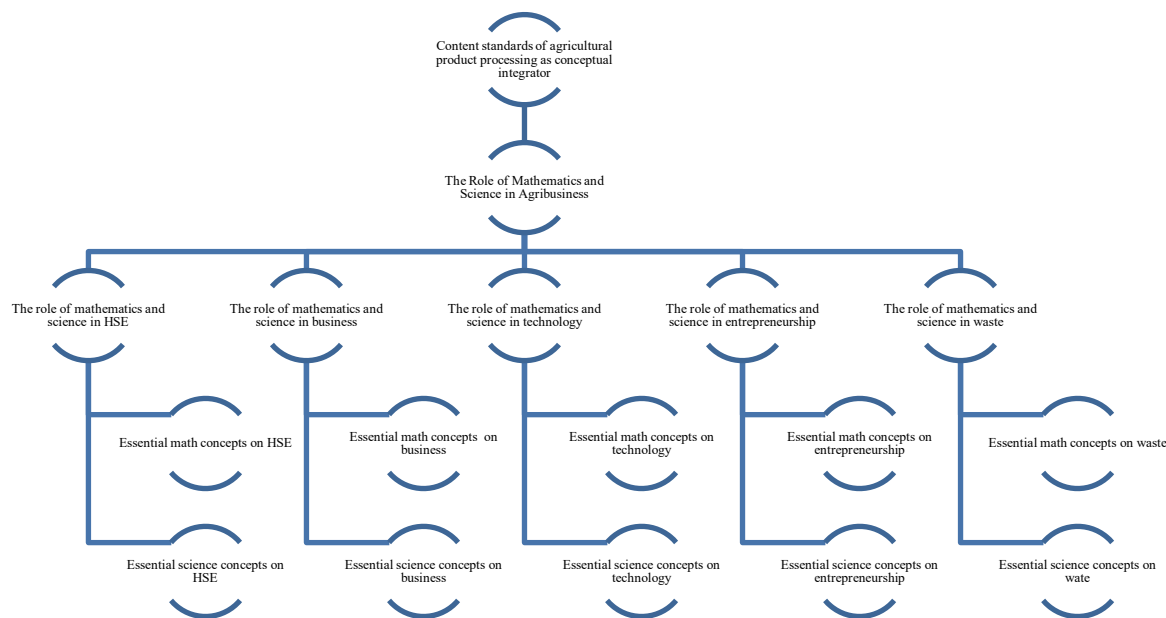 Content standards of agricultural
product processing as conceptual
integrator
The Role of Mathematics and
Science in Agribusiness
The role of mathematics and
science in HSE
The role of mathematics and
science in business
The role of mathematics and
science in technology
The role of mathematics and
science in entrepreneurship
The role of mathematics and
science in waste
Essential math concepts on HSE
Essential math concepts on
business
Essential math concepts on
technology
Essential math concepts on
entrepreneurship
Essential math concepts on waste
Essential science concepts on
HSE
Essential science concepts on
business
Essential science concepts on
technology
Essential science concepts on
entrepreneurship
Essential science concepts on
wate